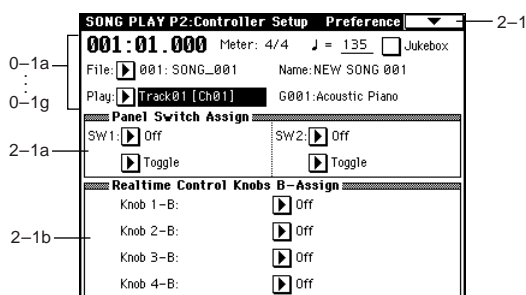 SONG PLAY P2:Controller Setup Preference
2–1
001:01.000 Meter: 4/4 ♩ = 135 Jukebox
0–1a
File: 001: SONG_001 Name:NEW SONG 001
:
0–1g
Play: Track01 [Ch01] G001:Acoustic Piano
Panel Switch Assign
SW1: Off SW2: Off
2–1a
Toggle Toggle
Realtime Control Knobs B-Assign
Knob 1-B: Off
Knob 2-B: Off
2–1b
Knob 3-B: Off
Knob 4-B: Off